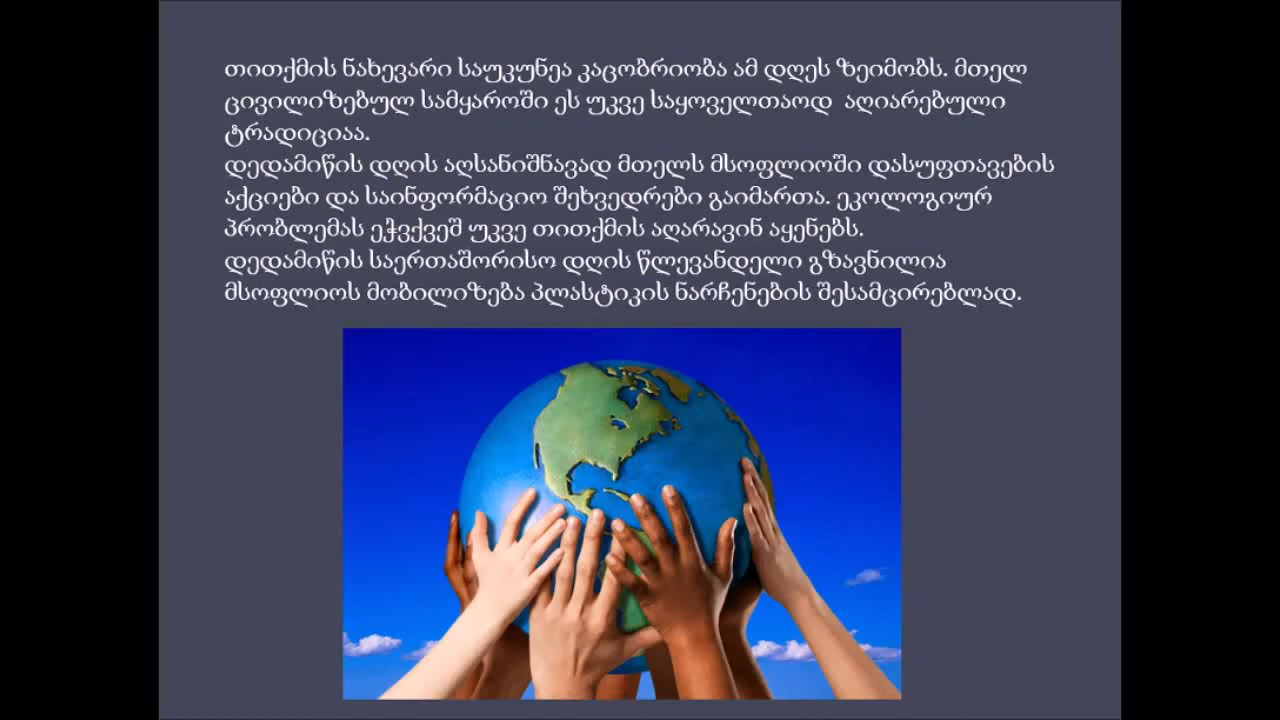 თითქმის ნახევარი საუკუნეა კაცობრიობა ამ დღეს ზეიმობს. მთელ
ცივილიზებულ სამყაროში ეს უკვე საყოველთაოდ აღიარებული
ტრადიციაა.
დედამიწის დღის აღსანიშნავად მთელს მსოფლიოში დასუფთავების
აქციები და საინფორმაციო შეხვედრები გაიმართა. ეკოლოგიურ
პრობლემას ეჭვქვეშ უკვე თითქმის აღარავინ აყენებს.
დედამიწის საერთაშორისო დღის წლევანდელი გზავნილია
მსოფლიოს მობილიზება პლასტიკის ნარჩენების შესამცირებლად.